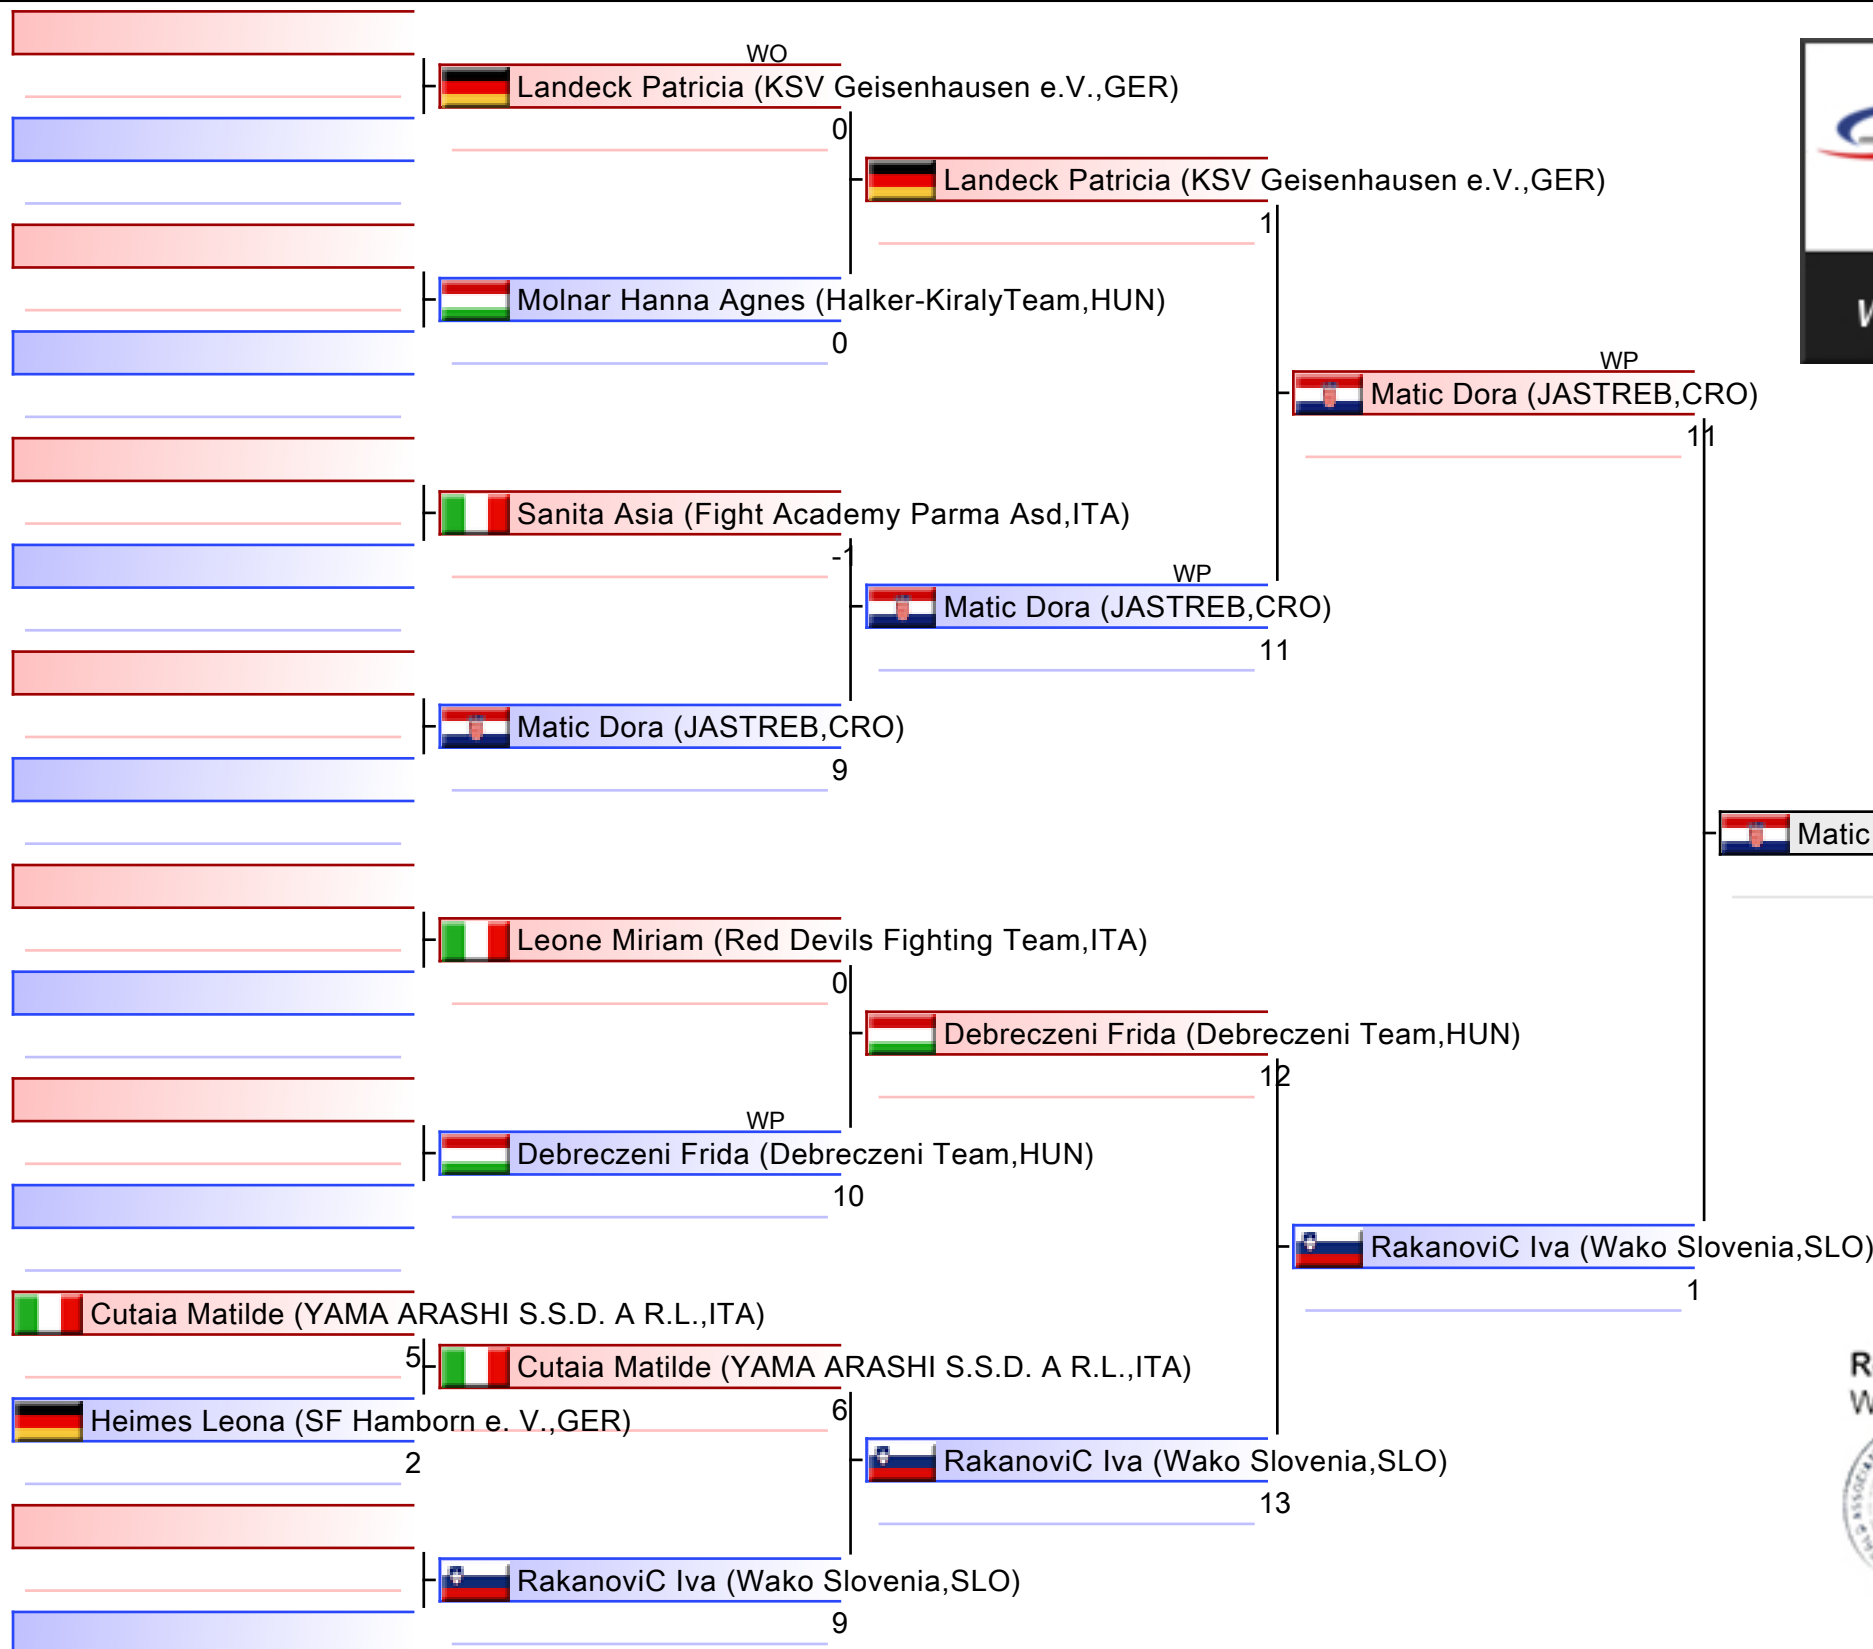 WO
Landeck Patricia (KSV Geisenhausen e.V.,GER)
0
Landeck Patricia (KSV Geisenhausen e.V.,GER)
1
Molnar Hanna Agnes (Halker-KiralyTeam,HUN)
0
WP
Matic Dora (JASTREB,CRO)
11
Sanita Asia (Fight Academy Parma Asd,ITA)
-1
WP
Matic Dora (JASTREB,CRO)
11
Matic Dora (JASTREB,CRO)
9
Matic
Leone Miriam (Red Devils Fighting Team,ITA)
0
Debreczeni Frida (Debreczeni Team,HUN)
12
WP
Debreczeni Frida (Debreczeni Team,HUN)
10
RakanoviC Iva (Wako Slovenia,SLO)
1
Cutaia Matilde (YAMA ARASHI S.S.D. A R.L.,ITA)
5
Cutaia Matilde (YAMA ARASHI S.S.D. A R.L.,ITA)
6
Heimes Leona (SF Hamborn e. V.,GER)
2
RakanoviC Iva (Wako Slovenia,SLO)
13
RakanoviC Iva (Wako Slovenia,SLO)
9